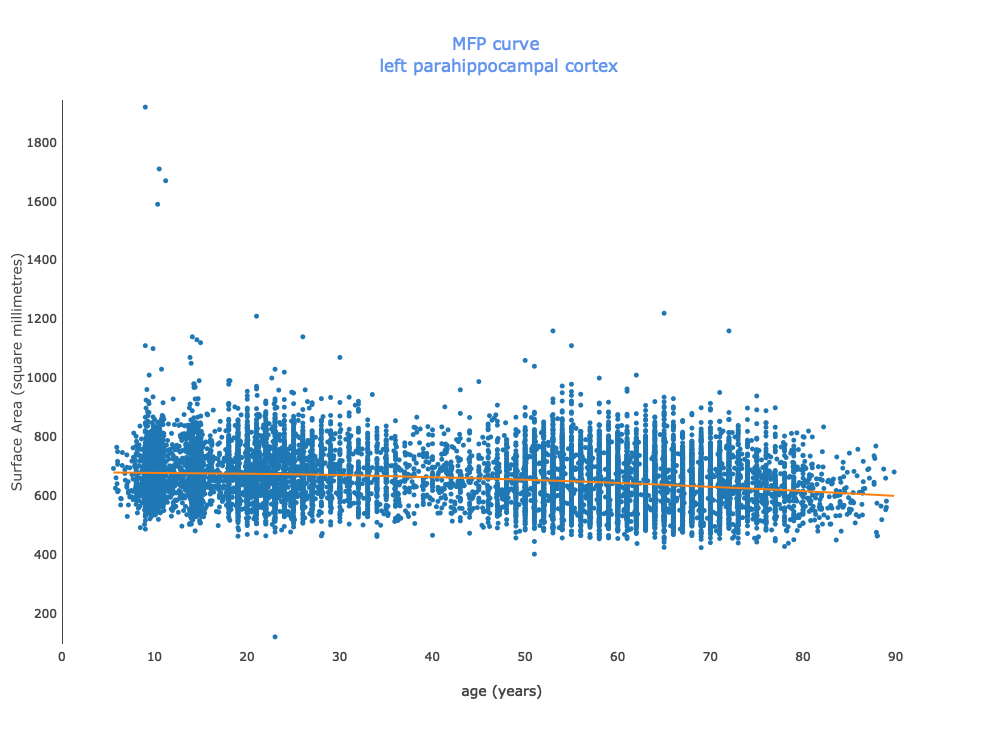 MFP curve
left parahippocampal cortex
Surface Area (square millimetres)
1800
1600
1400
1200
1000
800
600
400
200
0 10 20 30 40 50 60 70 80 90
age (years)